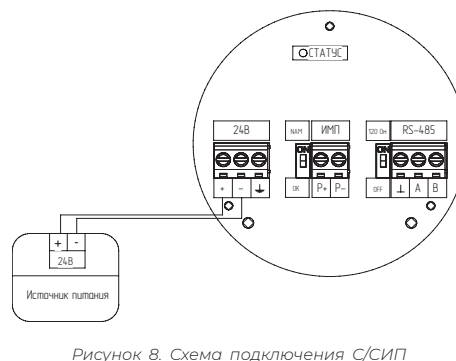 СТАТУС
24В NAM ИМП 120 Ом RS-485
ON ON
+ - OK P+ P- OFF ⊥ A B
+ -
24В
Источник питания
Рисунок 8. Схема подключения С/СИП